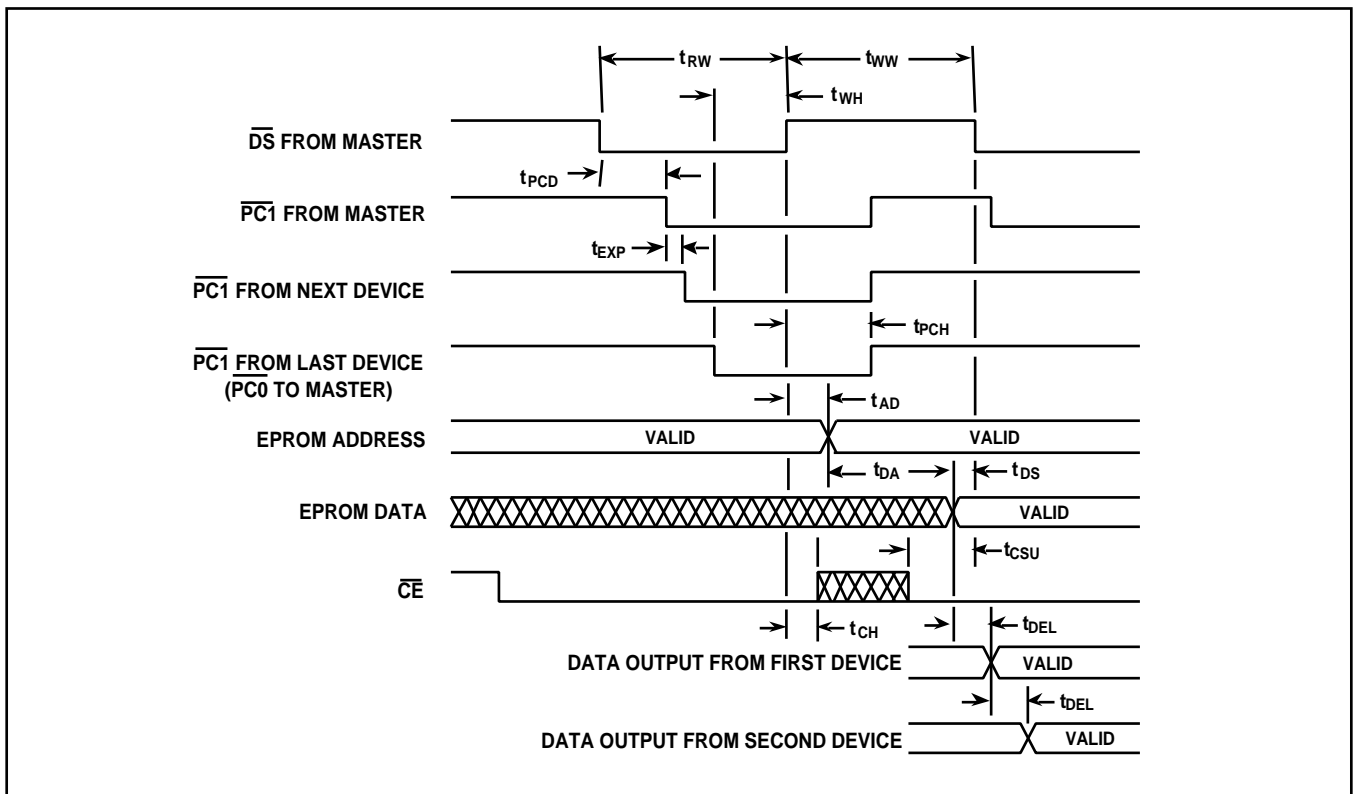 tRW
tWW
tWH
DS FROM MASTER
tPCD
PC1 FROM MASTER
tEXP
PC1 FROM NEXT DEVICE
tPCH
PC1 FROM LAST DEVICE
(PC0 TO MASTER)
tAD
EPROM ADDRESS
VALID
VALID
tDA
tDS
EPROM DATA
VALID
tCSU
CE
tCH
tDEL
DATA OUTPUT FROM FIRST DEVICE
VALID
tDEL
DATA OUTPUT FROM SECOND DEVICE
VALID